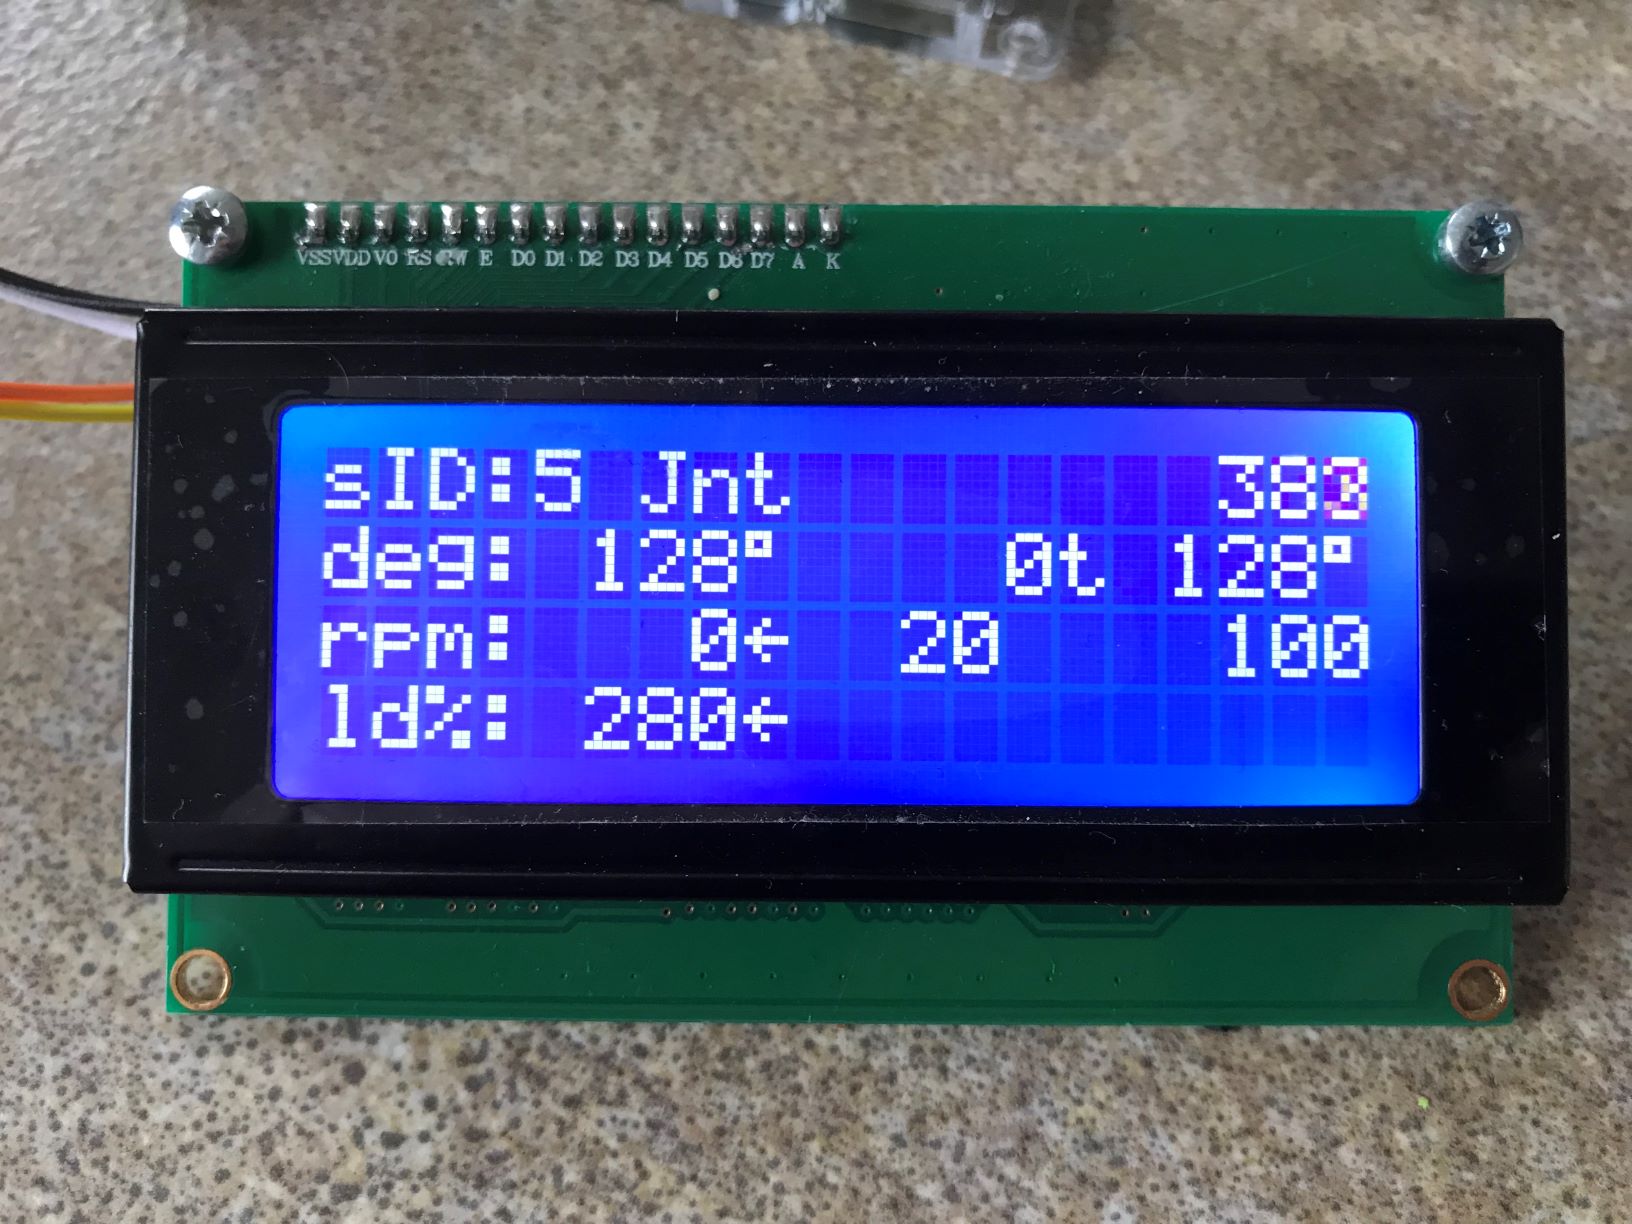 VSS VDD V0 RS RW E D0 D1 D2 D3 D4 D5 D6 D7 A K
sID:5 Jnt
deg: 128° 0t 128°
rpm: 0← 20 100
ld%: 280←